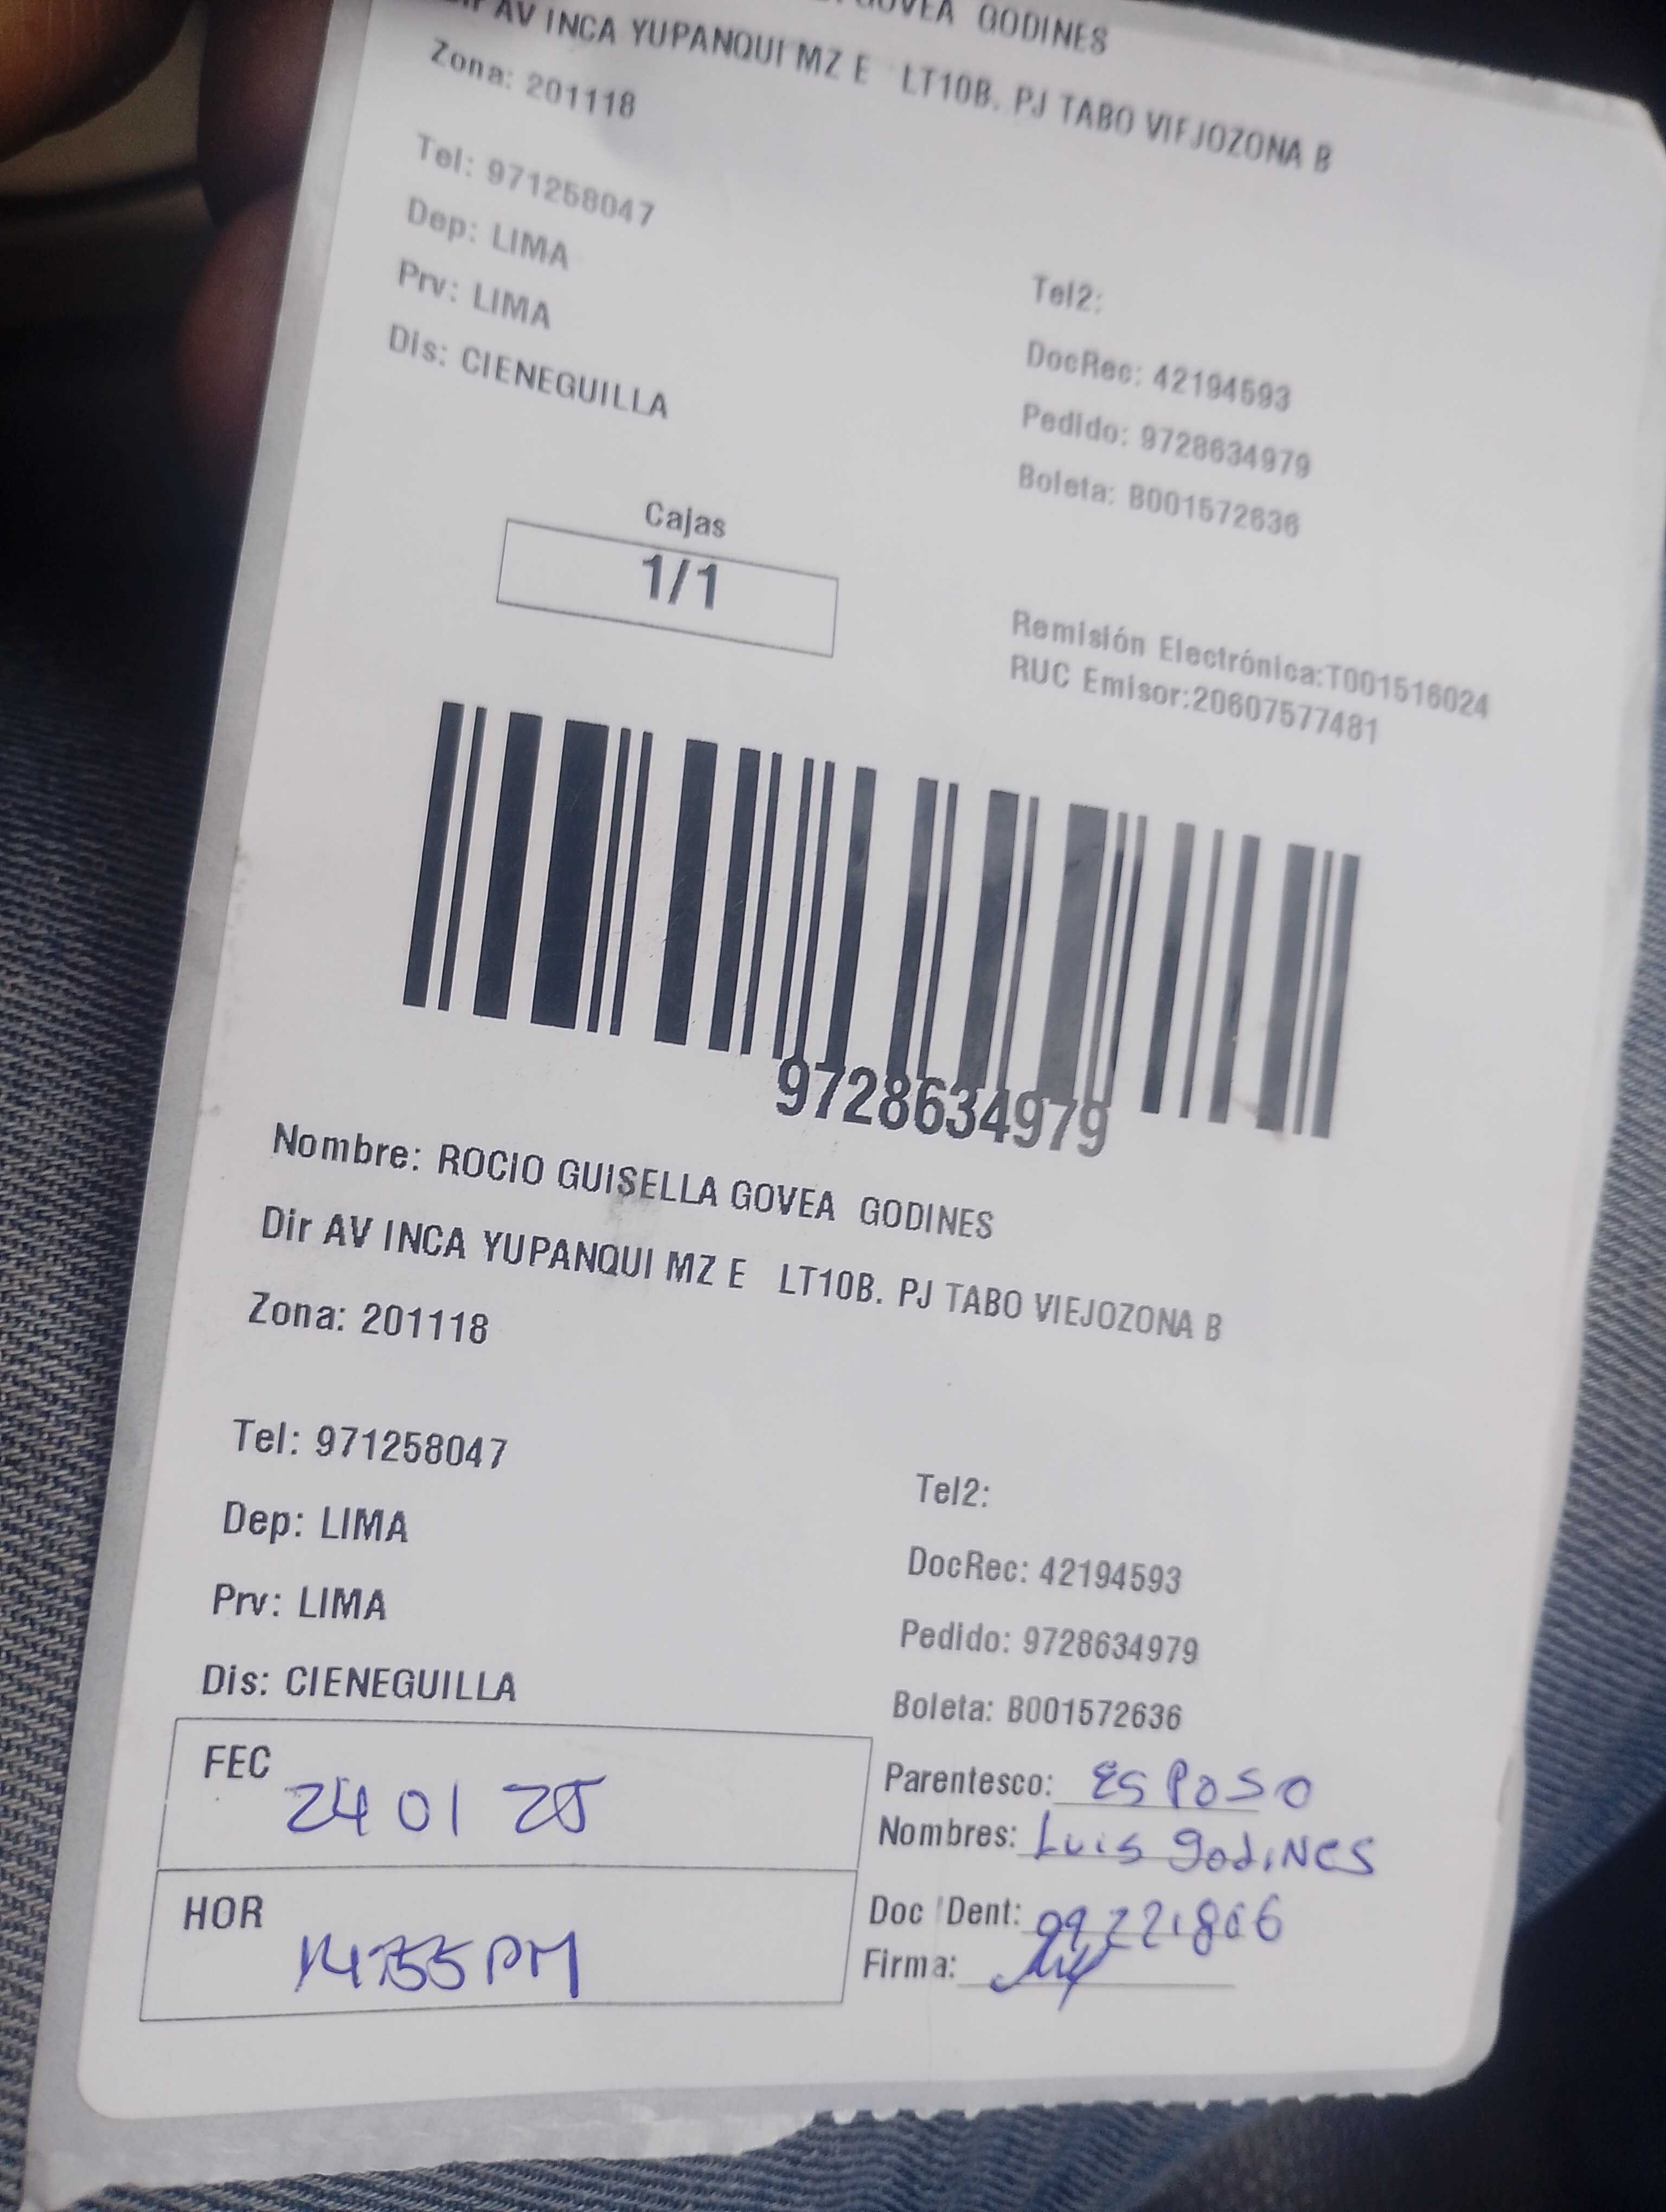 GOVEA GODINES
Dir AV INCA YUPANQUI MZ E LT10B. PJ TABO VIEJOZONA B
Zona: 201118
Tel: 971258047
Dep: LIMA
Prv: LIMA
Dis: CIENEGUILLA
Tel2:
DocRec: 42194593
Pedido: 9728634979
Boleta: B001572636
Cajas
1/1
Remisión Electrónica:T001516024
RUC Emisor:20607577481
9728634979
Nombre: ROCIO GUISELLA GOVEA GODINES
Dir AV INCA YUPANQUI MZ E LT10B. PJ TABO VIEJOZONA B
Zona: 201118
Tel: 971258047
Dep: LIMA
Prv: LIMA
Dis: CIENEGUILLA
Tel2:
DocRec: 42194593
Pedido: 9728634979
Boleta: B001572636
FEC 24 01 25
HOR PM
Parentesco: ESPOSO
Nombres: Luis godiNes
Doc Dent: 09221866
Firma: